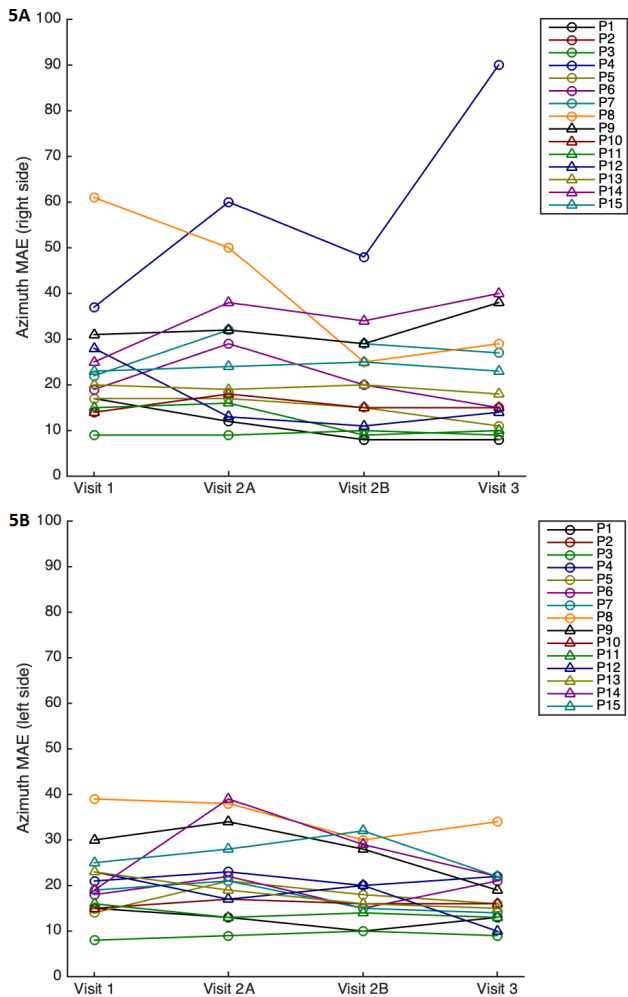 5A
100
90
80
70
60
50
40
30
20
10
0
Azimuth MAE (right side)
Visit 1 Visit 2A Visit 2B Visit 3
P1
P2
P3
P4
P5
P6
P7
P8
P9
P10
P11
P12
P13
P14
P15
5B
100
90
80
70
60
50
40
30
20
10
0
Azimuth MAE (left side)
Visit 1 Visit 2A Visit 2B Visit 3
P1
P2
P3
P4
P5
P6
P7
P8
P9
P10
P11
P12
P13
P14
P15